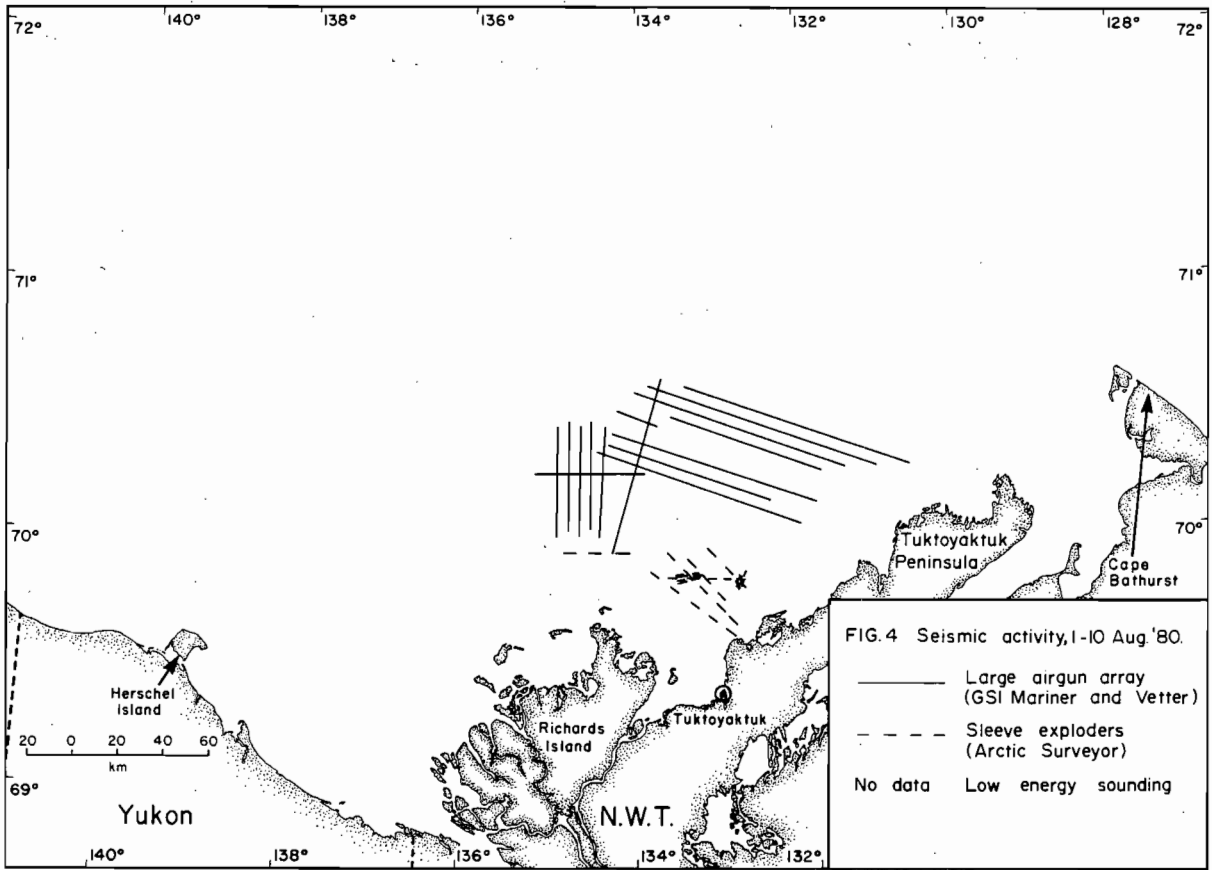 72°
140°
138°
136°
134°
132°
130°
128°
72°
71°
71°
70°
70°
Tuktoyaktuk
Peninsula
Cape
Bathurst
Herschel
Island
20 0 20 40 60
km
Richards
Island
Tuktoyaktuk
69°
Yukon
N.W.T.
140°
138°
136°
134°
132°
FIG. 4 Seismic activity, 1-10 Aug. '80.
Large airgun array
(GSI Mariner and Vetter)
Sleeve exploders
(Arctic Surveyor)
No data Low energy sounding